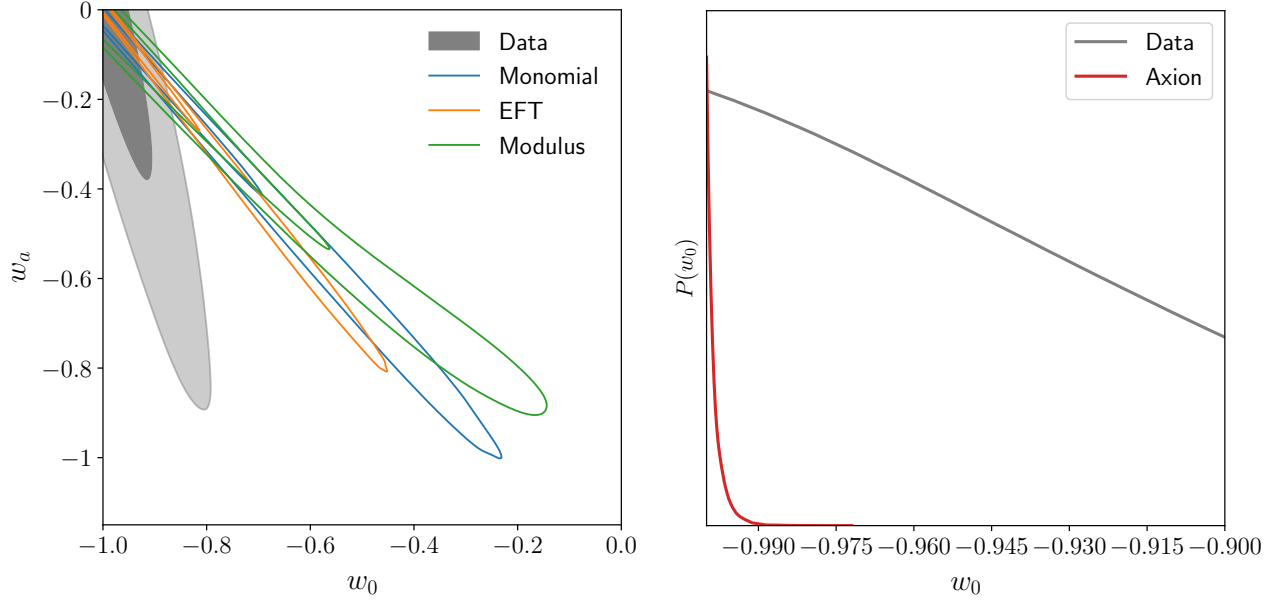 0
−0.2
−0.4
−0.6
−0.8
−1
w_a
−1.0
−0.8
−0.6
−0.4
−0.2
0.0
w_0
Data
Monomial
EFT
Modulus
P(w_0)
−0.990
−0.975
−0.960
−0.945
−0.930
−0.915
−0.900
w_0
Data
Axion